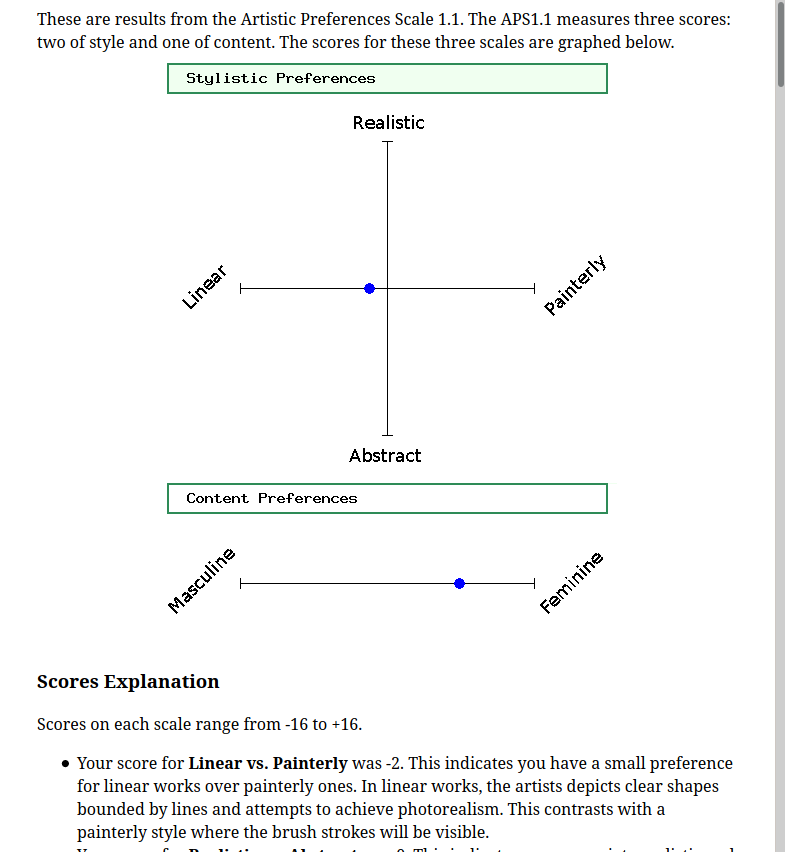 These are results from the Artistic Preferences Scale 1.1. The APS1.1 measures three scores:
two of style and one of content. The scores for these three scales are graphed below.
Stylistic Preferences
Realistic
Linear
Painterly
Abstract
Content Preferences
Masculine
Feminine
Scores Explanation
Scores on each scale range from -16 to +16.
● Your score for Linear vs. Painterly was -2. This indicates you have a small preference
for linear works over painterly ones. In linear works, the artists depicts clear shapes
bounded by lines and attempts to achieve photorealism. This contrasts with a
painterly style where the brush strokes will be visible.